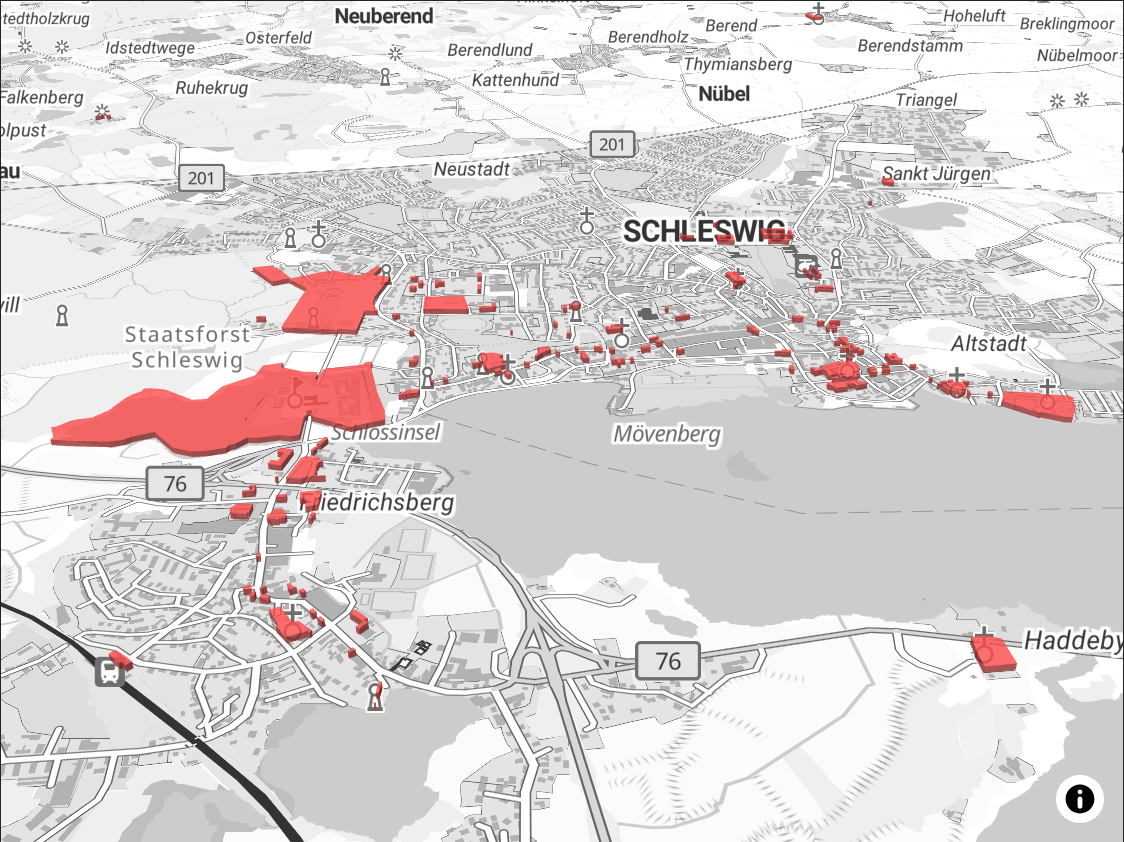 Neuberend
Hoheluft
Breklingmoor
tedtholzkrug
Osterfeld
Berend
Idstedtwege
Berendlund
Berendholz
Berendstamm
Nübelmoor
Thymiansberg
Kattenhund
Ruhekrug
Nübel
alkenberg
Triangel
olpust
201
au
Neustadt
201
Sankt Jürgen
SCHLESWIG
vill
Staatsforst
Schleswig
Altstadt
Schlossinsel
Mövenberg
76
Friedrichsberg
Haddeby
76